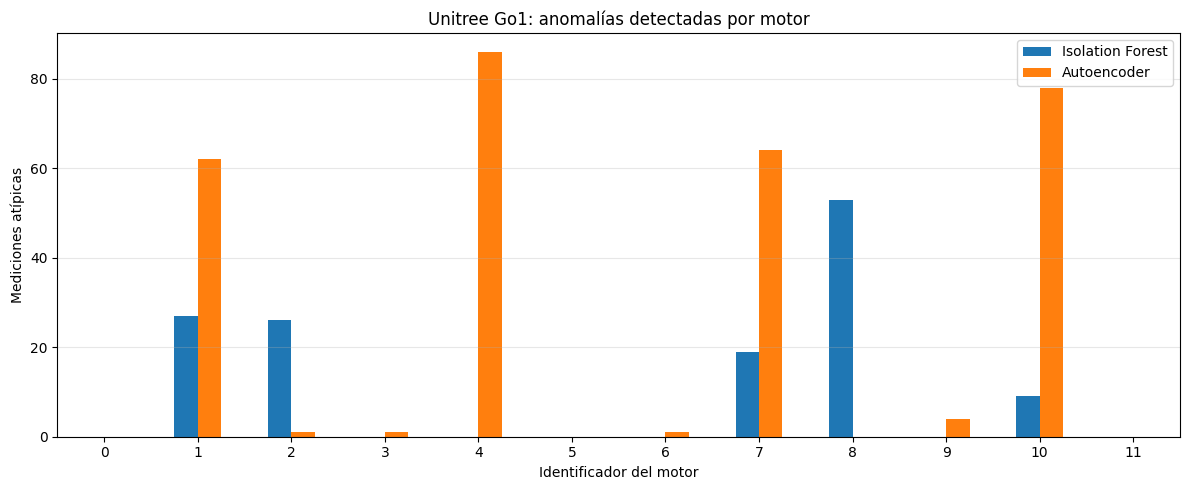 Unitree Go1: anomalías detectadas por motor
Isolation Forest
Autoencoder
Mediciones atípicas
80
60
40
20
0
0 1 2 3 4 5 6 7 8 9 10 11
Identificador del motor